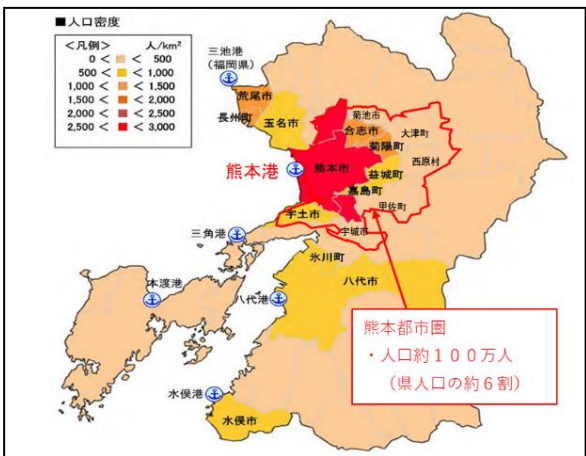 ■人口密度
＜凡例＞ 人/km²
0 ＜ ＜ 500
500 ＜ ＜ 1,000
1,000 ＜ ＜ 1,500
1,500 ＜ ＜ 2,000
2,000 ＜ ＜ 2,500
2,500 ＜ ＜ 3,000
三池港
（福岡県）
荒尾市
長州町
玉名市
菊池市
合志市
大津町
菊陽町
西原村
熊本市
熊本港
益城町
嘉島町
甲佐町
宇土市
宇城市
三角港
氷川町
本渡港
八代港
八代市
熊本都市圏
・人口約１００万人
（県人口の約６割）
水俣港
水俣市